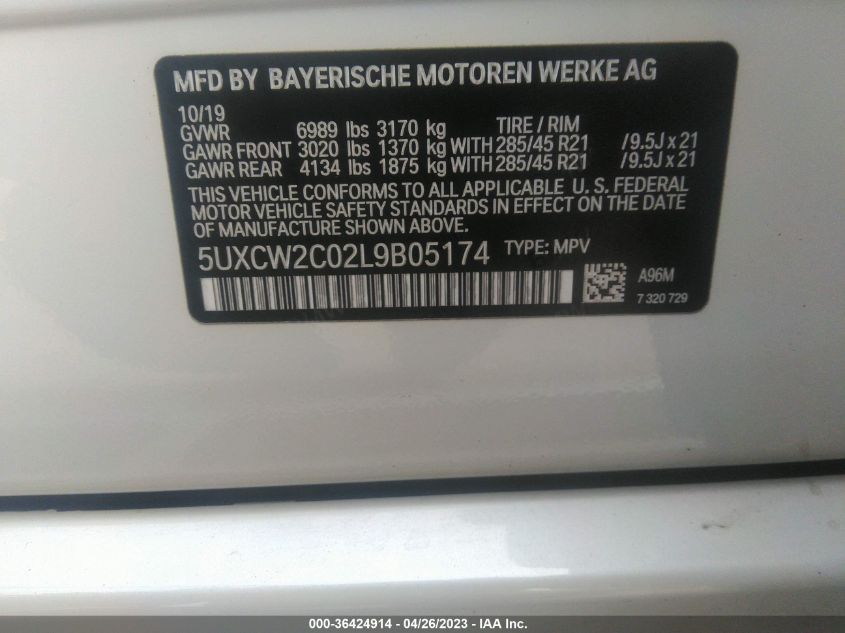 MFD BY BAYERISCHE MOTOREN WERKE AG
10/19
GVWR 6989 lbs 3170 kg TIRE / RIM
GAWR FRONT 3020 lbs 1370 kg WITH 285/45 R21 /9.5J x 21
GAWR REAR 4134 lbs 1875 kg WITH 285/45 R21 /9.5J x 21
THIS VEHICLE CONFORMS TO ALL APPLICABLE U. S. FEDERAL
MOTOR VEHICLE SAFETY STANDARDS IN EFFECT ON THE DATE
OF MANUFACTURE SHOWN ABOVE.
5UXCW2C02L9B05174 TYPE: MPV
A96M
7 320 729
000-36424914 - 04/26/2023 - IAA Inc.